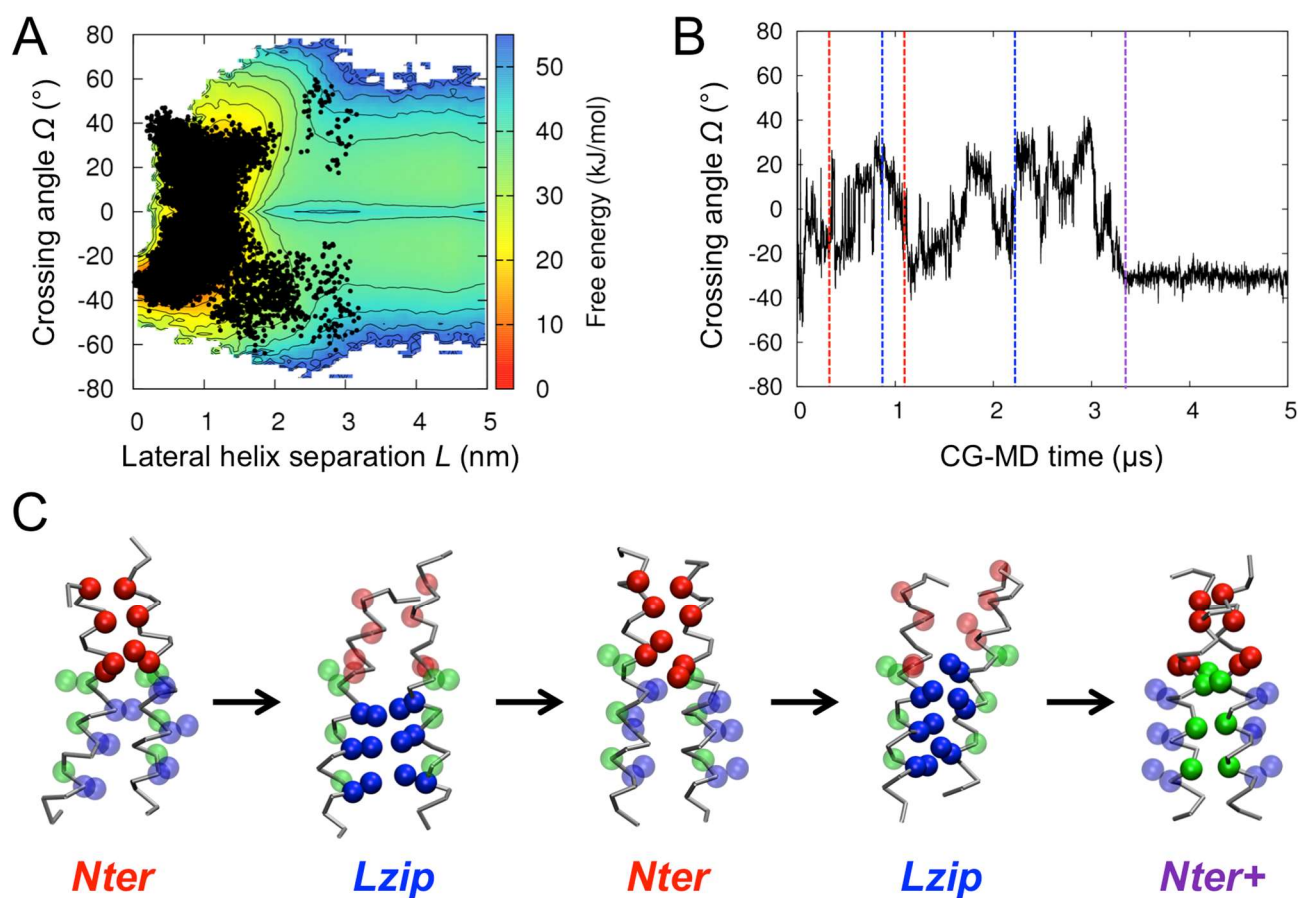 A
Crossing angle Ω (°)
80
60
40
20
0
-20
-40
-60
-80
0 1 2 3 4 5
Lateral helix separation L (nm)
50
40
30
20
10
0
Free energy (kJ/mol)
B
Crossing angle Ω (°)
80
60
40
20
0
-20
-40
-60
-80
0 1 2 3 4 5
CG-MD time (µs)
C
Nter Lzip Nter Lzip Nter+